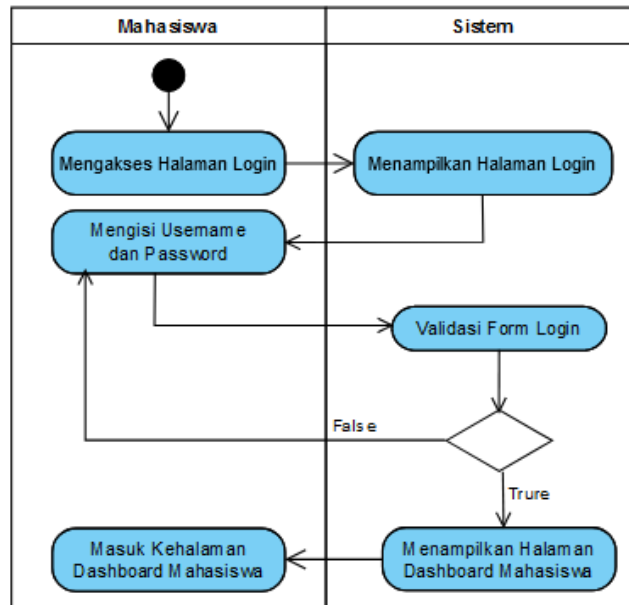 Mahasiswa
Sistem
Mengakses Halaman Login
Menampilkan Halaman Login
Mengisi Username
dan Password
Validasi Form Login
False
Trure
Masuk Kehalaman
Dashboard Mahasiswa
Menampilkan Halaman
Dashboard Mahasiswa